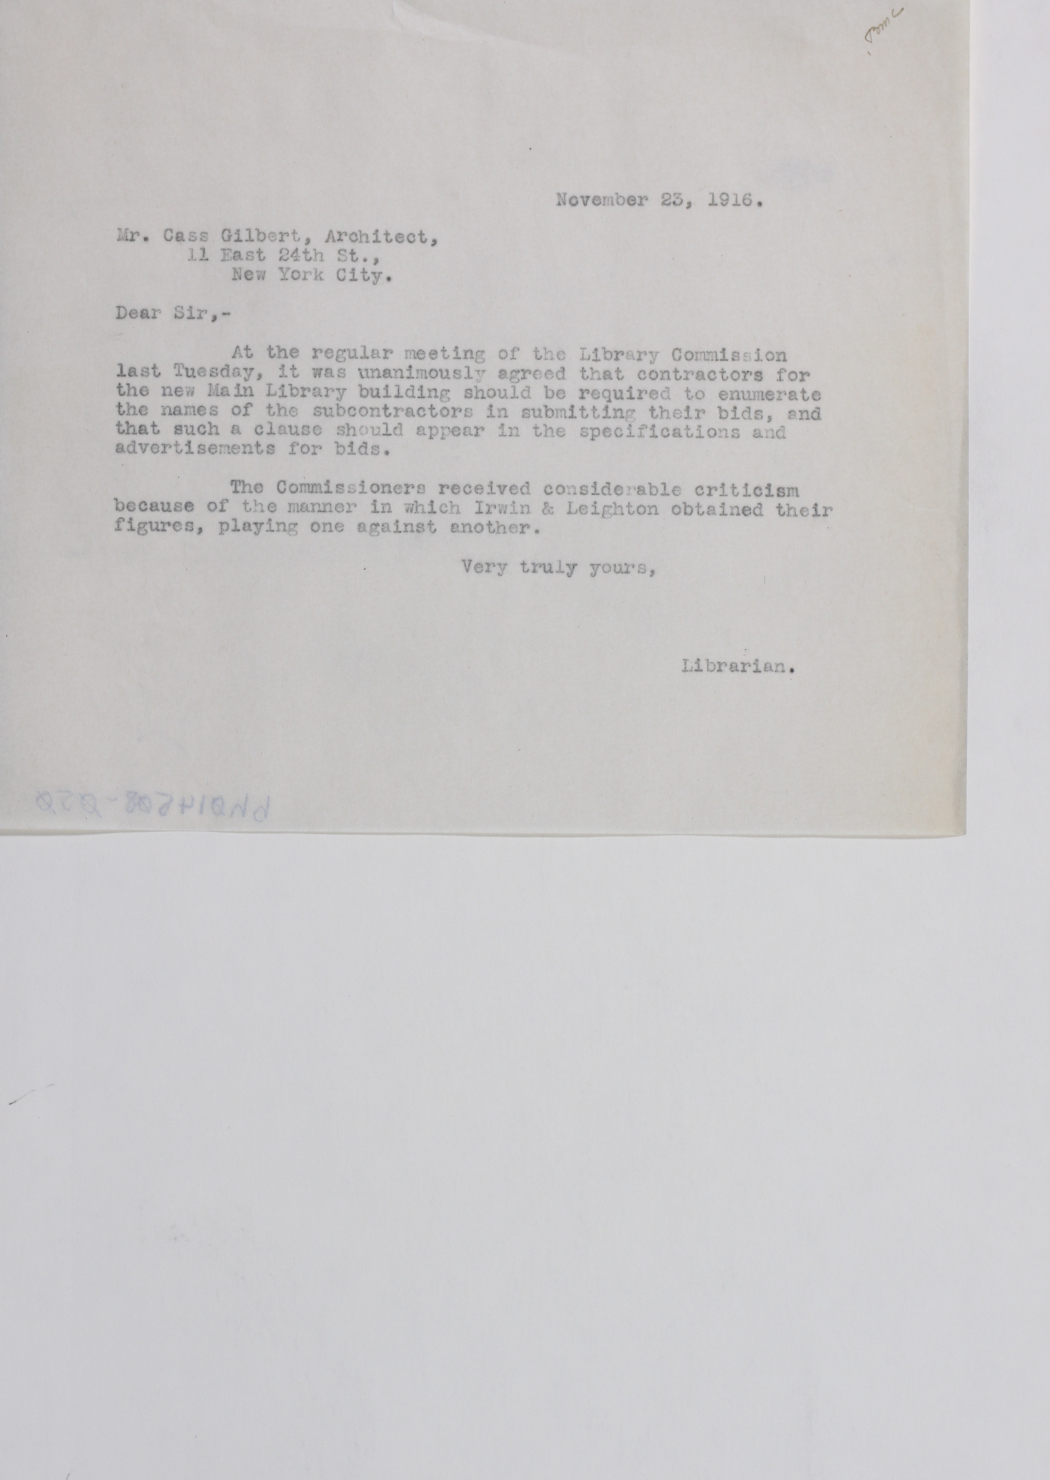 BMC
November 23, 1916.
Mr. Cass Gilbert, Architect,
11 East 24th St.,
New York City.
Dear Sir,-
At the regular meeting of the Library Commission
last Tuesday, it was unanimously agreed that contractors for
the new Main Library building should be required to enumerate
the names of the subcontractors in submitting their bids, and
that such a clause should appear in the specifications and
advertisements for bids.
The Commissioners received considerable criticism
because of the manner in which Irwin & Leighton obtained their
figures, playing one against another.
Very truly yours,
Librarian.